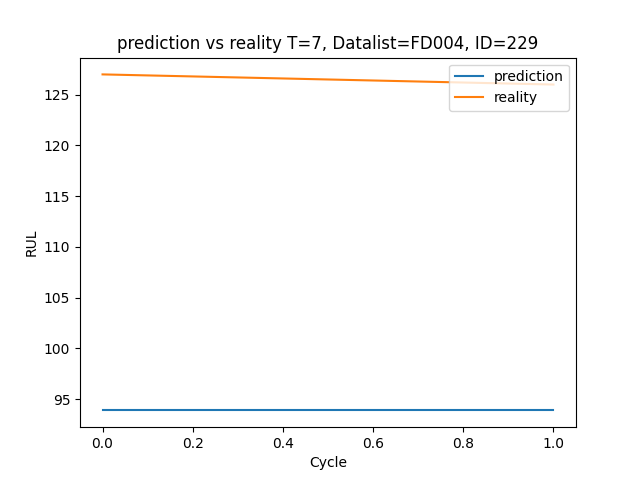 prediction vs reality T=7, Datalist=FD004, ID=229
prediction
reality
125
120
115
110
105
100
95
RUL
0.0 0.2 0.4 0.6 0.8 1.0
Cycle